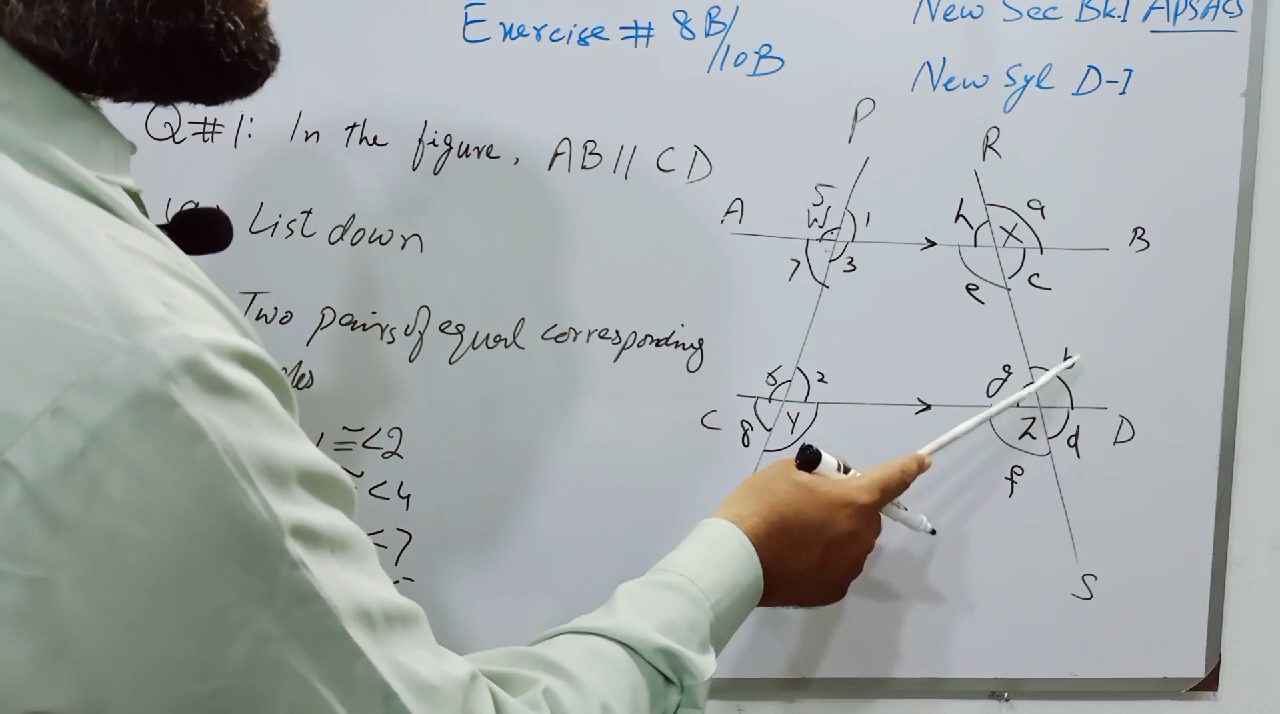 Exercise # 8B/10B
New Sec Bk.1 APSACS
New Syl D-1
Q#1: In the figure, AB // CD
List down
Two pairs of equal corresponding
≅ <2
<4
<7
P
R
A
B
5
W
1
7
3
h
a
X
e
c
6
2
C
8
Y
g
b
Z
d
D
f
S